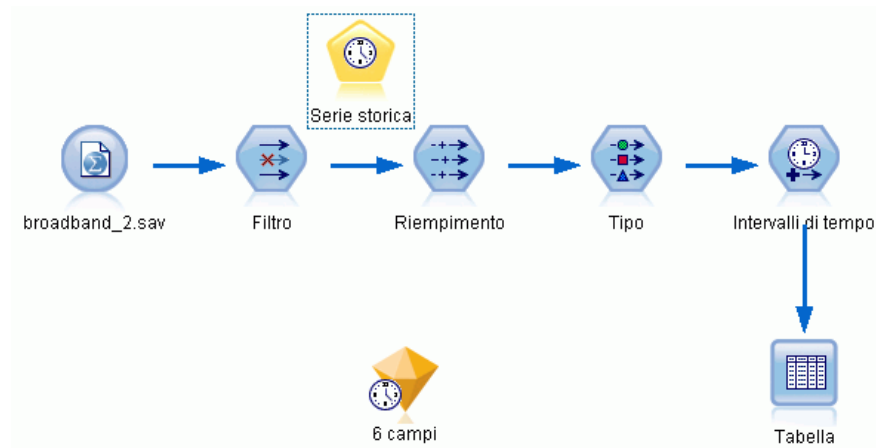 Serie storica
broadband_2.sav
Filtro
Riempimento
Tipo
Intervalli di tempo
6 campi
Tabella